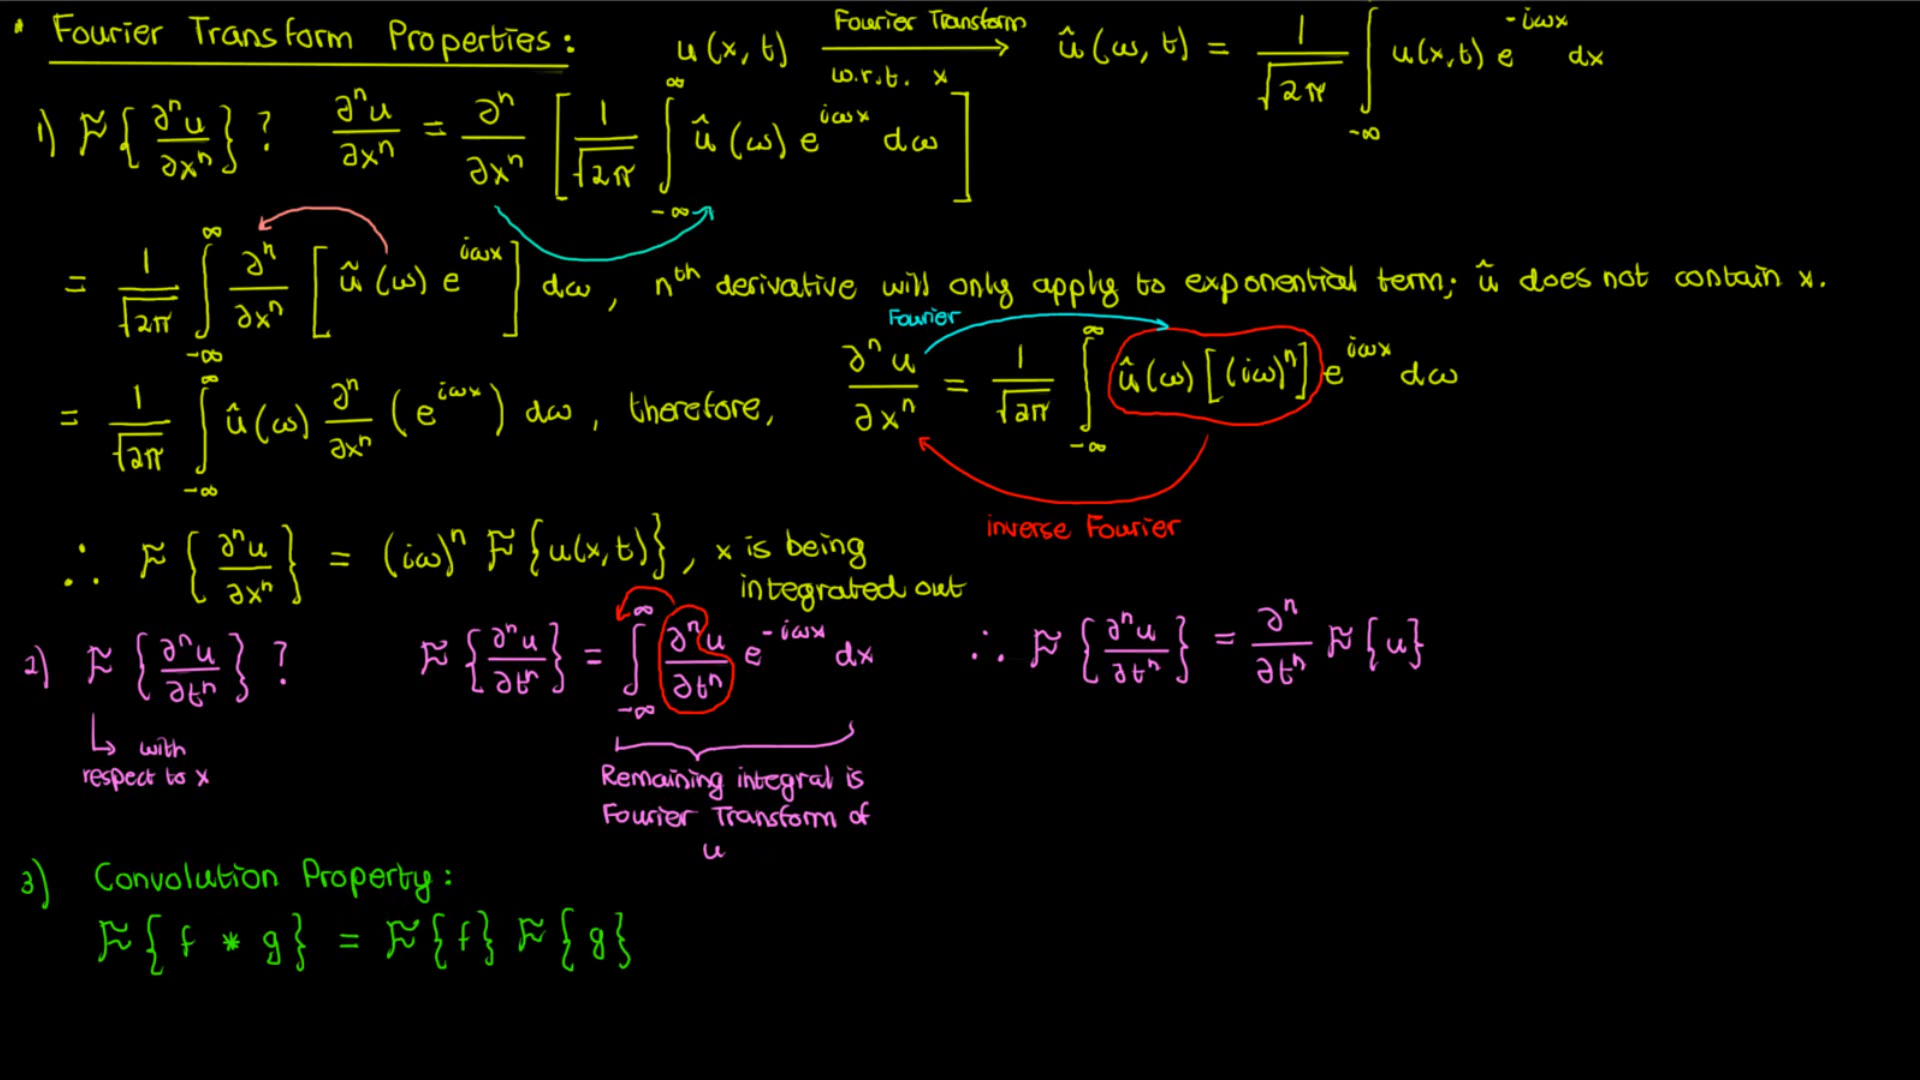 * Fourier Transform Properties: u(x, t) Fourier Transform w.r.t. x → û(ω, t) = 1/√2π ∫_{-∞} u(x,t) e^{-iωx} dx
1) F{∂ⁿu/∂xⁿ}? ∂ⁿu/∂xⁿ = ∂ⁿ/∂xⁿ [1/√2π ∫_{-∞}^{∞} û(ω) e^{iωx} dω]
= 1/√2π ∫_{-∞}^{∞} ∂ⁿ/∂xⁿ [ũ(ω) e^{iωx}] dω, nth derivative will only apply to exponential term; û does not contain x.
Fourier
= 1/√2π ∫_{-∞}^{∞} û(ω) ∂ⁿ/∂xⁿ (e^{iωx}) dω, therefore, ∂ⁿu/∂xⁿ = 1/√2π ∫_{-∞}^{∞} û(ω) [(iω)ⁿ] e^{iωx} dω
inverse Fourier
∴ F{∂ⁿu/∂xⁿ} = (iω)ⁿ F{u(x,t)}, x is being
integrated out
2) F{∂ⁿu/∂tⁿ}? F{∂ⁿu/∂tⁿ} = ∫_{-∞}^{∞} ∂ⁿu/∂tⁿ e^{-iωx} dx ∴ F{∂ⁿu/∂tⁿ} = ∂ⁿ/∂tⁿ F{u}
↳ with
respect to x
Remaining integral is
Fourier Transform of
u
3) Convolution Property:
F{f * g} = F{f} F{g}